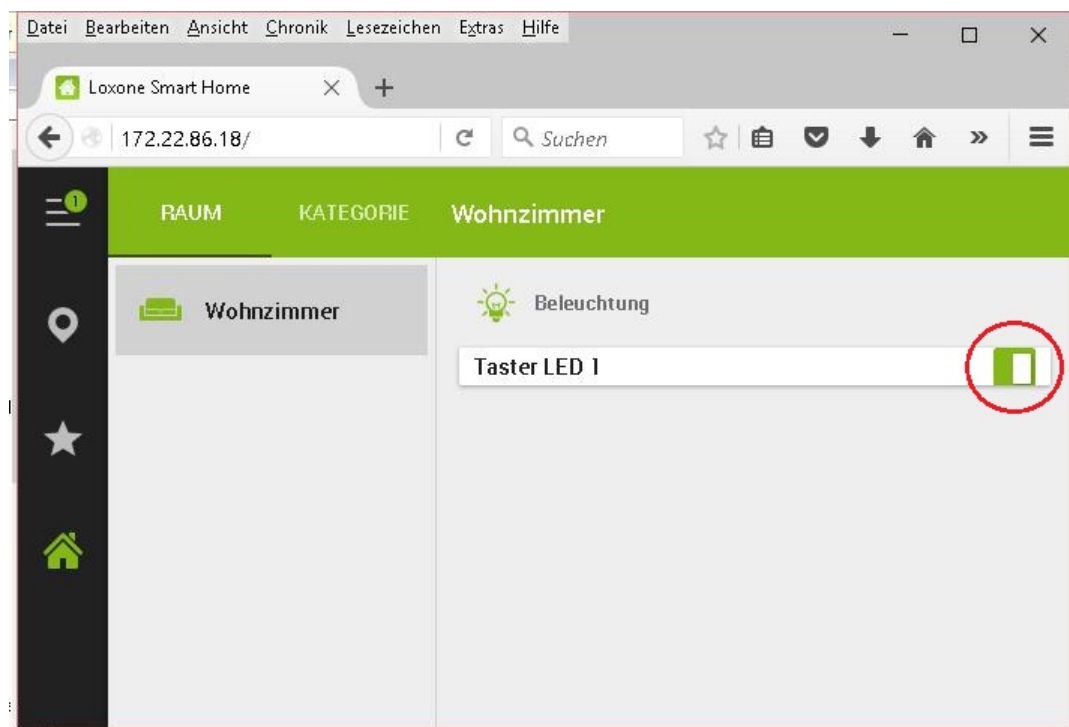 Datei Bearbeiten Ansicht Chronik Lesezeichen Extras Hilfe
Loxone Smart Home
172.22.86.18/
Suchen
1
RAUM KATEGORIE Wohnzimmer
Wohnzimmer
Beleuchtung
Taster LED 1